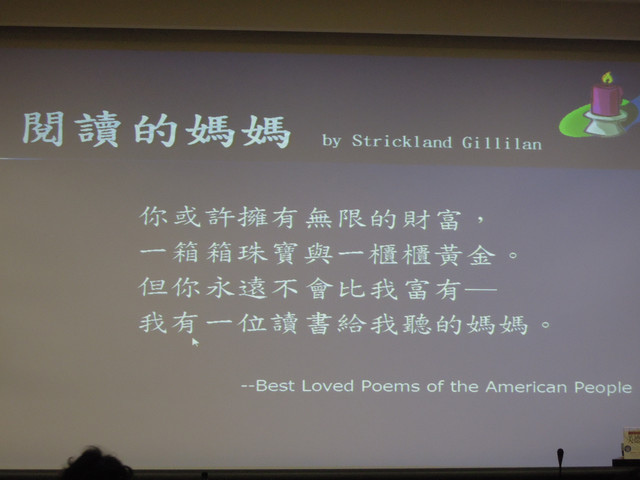 閱讀的媽媽 by Strickland Gillilan
你或許擁有無限的財富，
一箱箱珠寶與一櫃櫃黃金。
但你永遠不會比我富有─
我有一位讀書給我聽的媽媽。
--Best Loved Poems of the American People